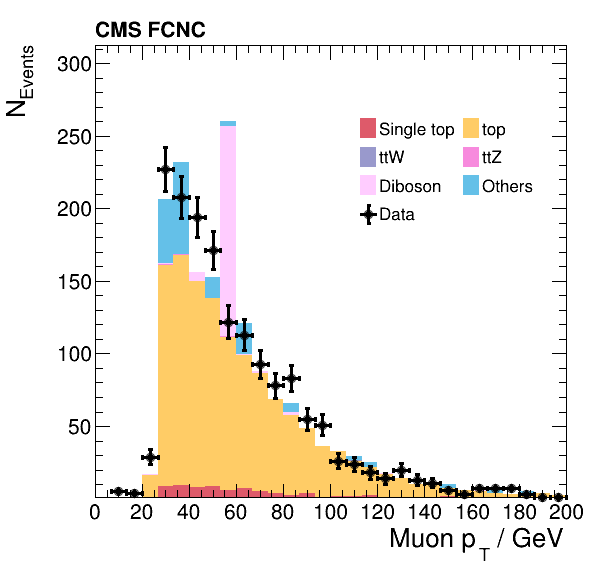 CMS FCNC
N_Events
300
250
200
150
100
50
Single top top
ttW ttZ
Diboson Others
Data
0 20 40 60 80 100 120 140 160 180 200
Muon p_T / GeV